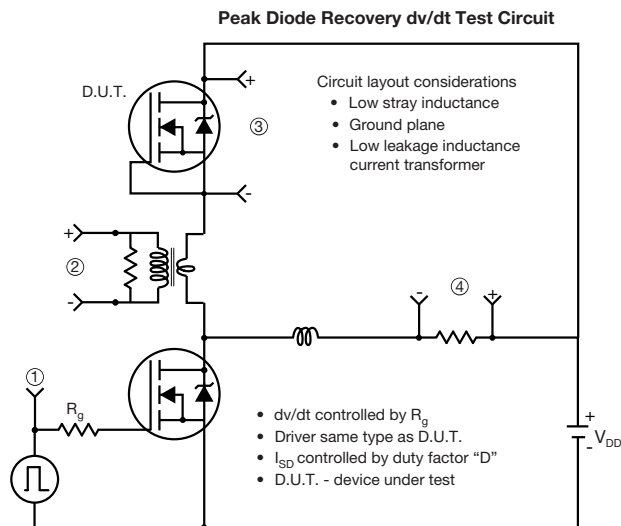 Peak Diode Recovery dv/dt Test Circuit
D.U.T.
+
③
-
Circuit layout considerations
• Low stray inductance
• Ground plane
• Low leakage inductance
current transformer
+
②
-
-
④
+
①
Rg
• dv/dt controlled by Rg
• Driver same type as D.U.T.
• ISD controlled by duty factor “D”
• D.U.T. - device under test
+
-
VDD